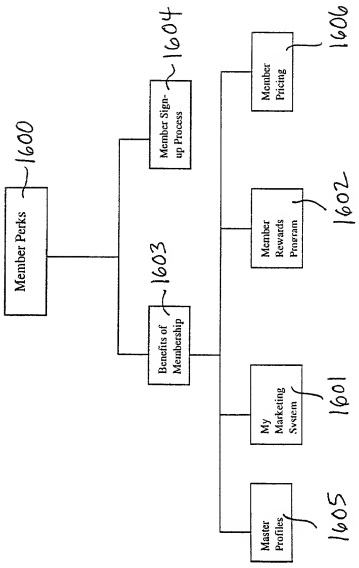 Member Perks
1600
Benefits of
Membership
1603
Member Sign-
up Process
1604
Master
Profiles
1605
My
Marketing
System
1601
Member
Rewards
Program
1602
Member
Pricing
1606